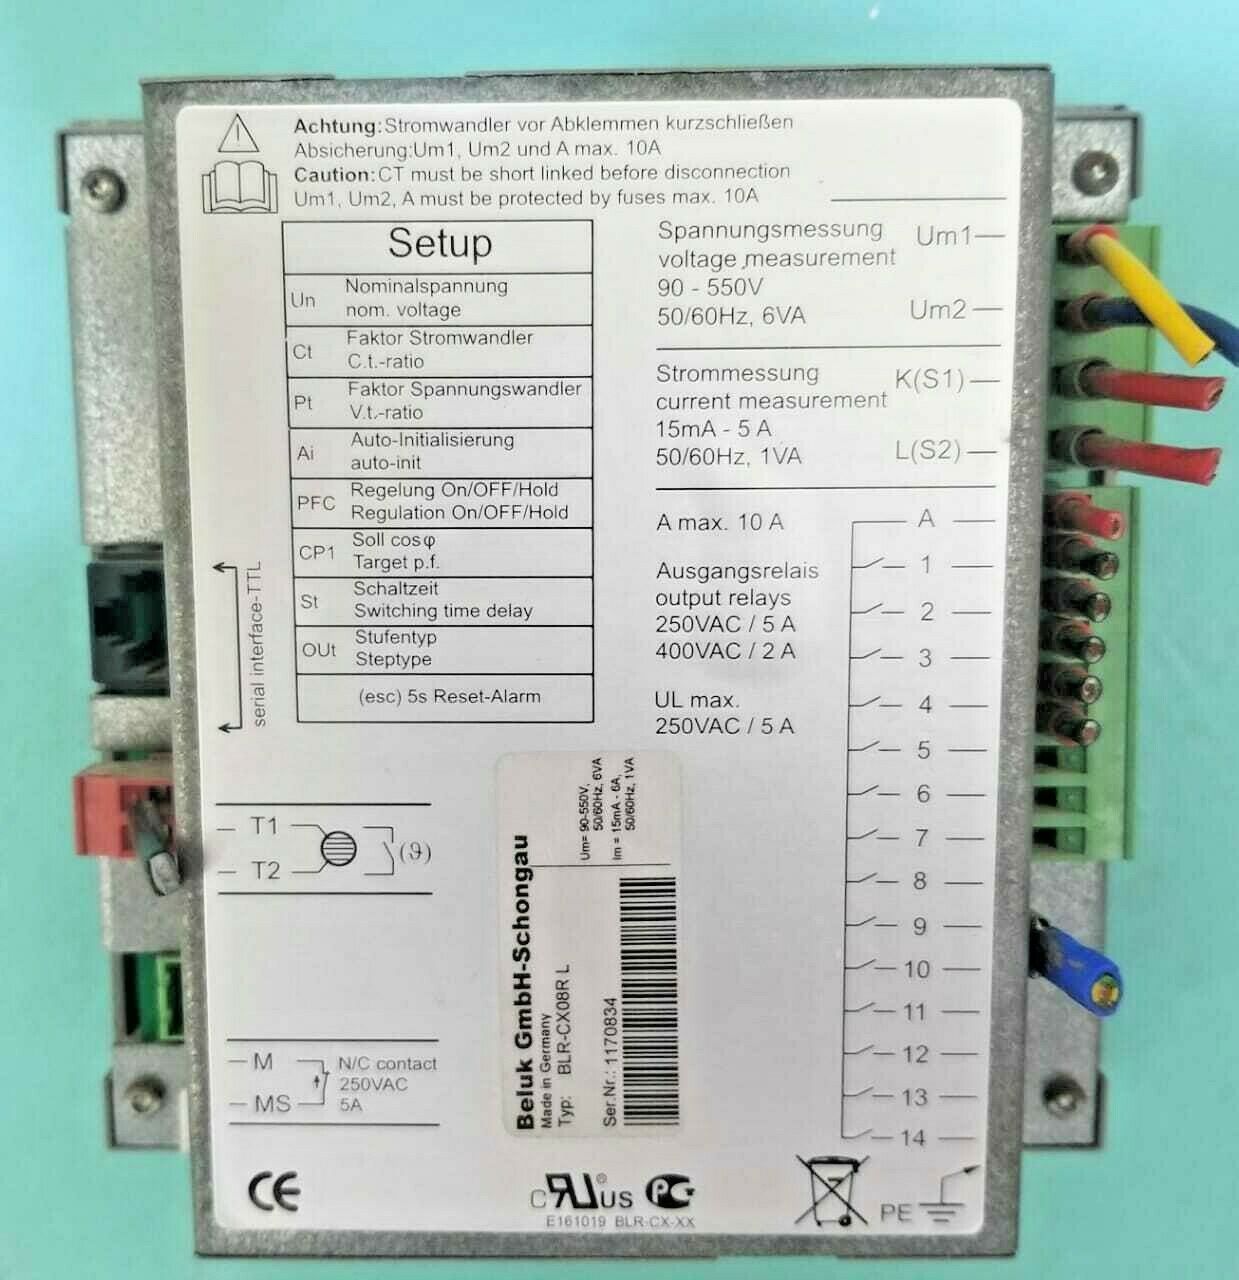 Achtung:Stromwandler vor Abklemmen kurzschließen
Absicherung:Um1, Um2 und A max. 10A
Caution:CT must be short linked before disconnection
Um1, Um2, A must be protected by fuses max. 10A
Setup
Un Nominalspannung
nom. voltage
Ct Faktor Stromwandler
C.t.-ratio
Pt Faktor Spannungswandler
V.t.-ratio
Ai Auto-Initialisierung
auto-init
PFC Regelung On/OFF/Hold
Regulation On/OFF/Hold
CP1 Soll cosφ
Target p.f.
St Schaltzeit
Switching time delay
OUt Stufentyp
Steptype
(esc) 5s Reset-Alarm
serial interface-TTL
Spannungsmessung Um1
voltage measurement
90 - 550V
50/60Hz, 6VA Um2
Strommessung K(S1)
current measurement
15mA - 5 A
50/60Hz, 1VA L(S2)
A max. 10 A A
Ausgangsrelais
output relays
250VAC / 5 A
400VAC / 2 A
UL max.
250VAC / 5 A
1
2
3
4
5
6
7
8
9
10
11
12
13
14
T1
T2
(ϑ)
M
MS
N/C contact
250VAC
5A
Beluk GmbH-Schongau
Made in Germany
Typ: BLR-CX08R L
Ser.Nr.: 1170834
Um= 90-550V,
50/60Hz, 6VA
Im = 15mA - 6A,
50/60Hz, 1VA
CE
C RU US
PG
E161019 BLR-CX-XX
PE